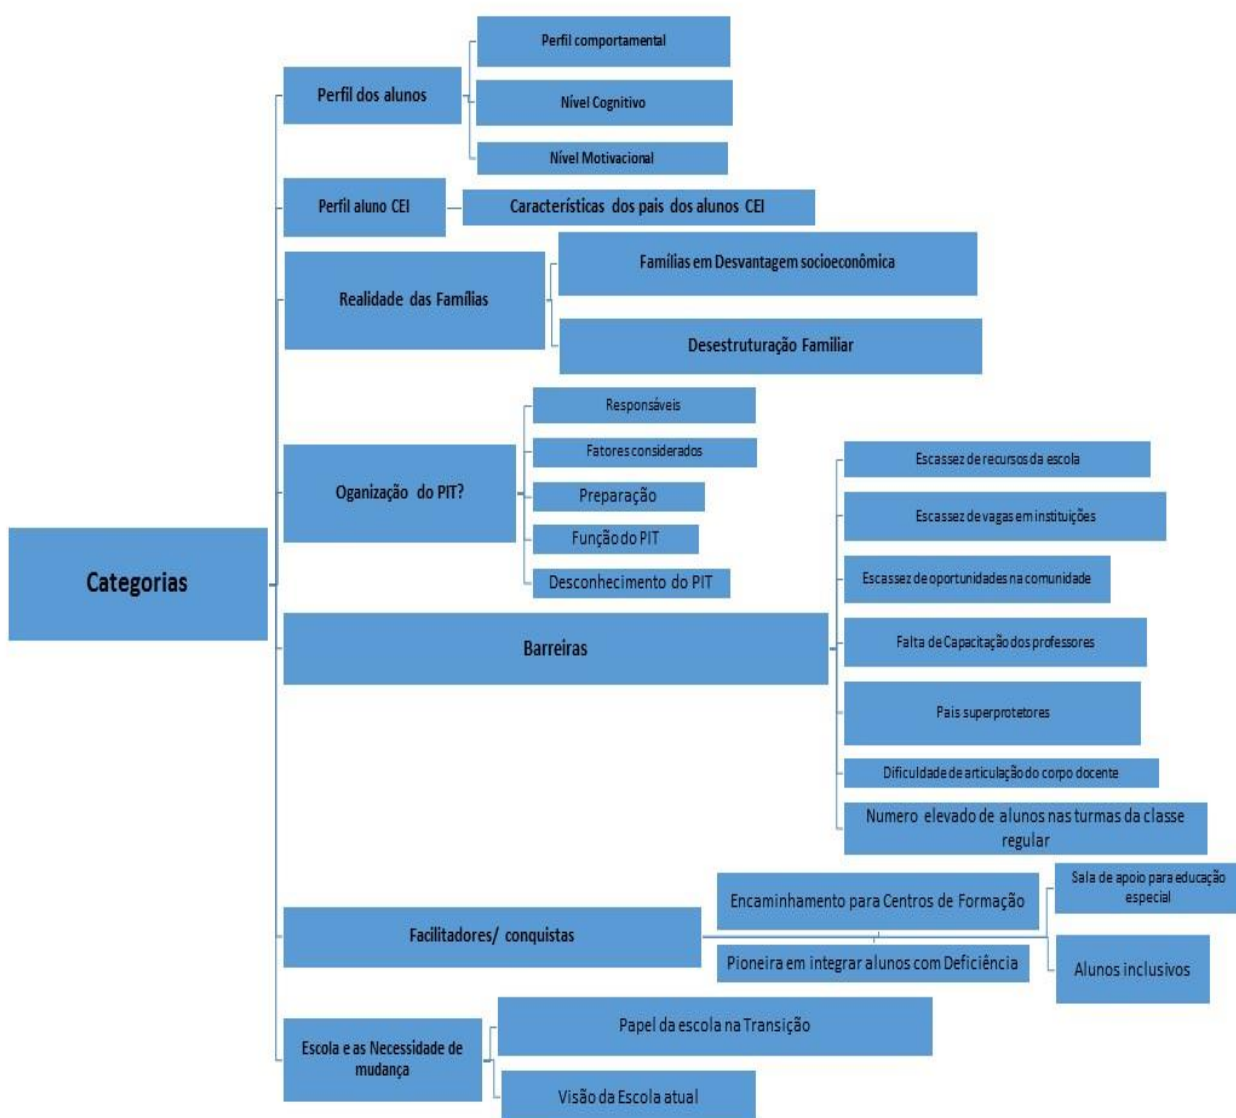 Categorias
Perfil dos alunos
Perfil comportamental
Nível Cognitivo
Nível Motivacional
Perfil aluno CEI
Características dos pais dos alunos CEI
Realidade das Famílias
Famílias em Desvantagem socioeconômica
Desestruturação Familiar
Oganização do PIT?
Responsáveis
Fatores considerados
Preparação
Função do PIT
Desconhecimento do PIT
Barreiras
Escassez de recursos da escola
Escassez de vagas em instituições
Escassez de oportunidades na comunidade
Falta de Capacitação dos professores
Pais superprotetores
Dificuldade de articulação do corpo docente
Numero elevado de alunos nas turmas da classe
regular
Facilitadores/ conquistas
Encaminhamento para Centros de Formação
Pioneira em integrar alunos com Deficiência
Sala de apoio para educação
especial
Alunos inclusivos
Escola e as Necessidade de
mudança
Papel da escola na Transição
Visão da Escola atual